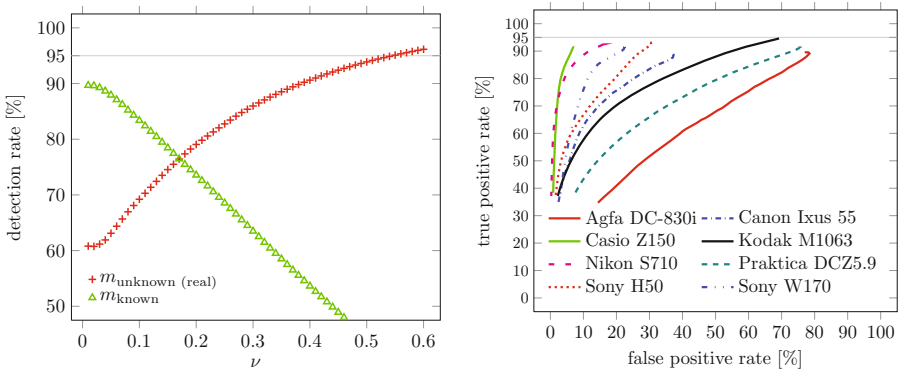 100
95
90
80
70
60
50
detection rate [%]
0
0.1
0.2
0.3
0.4
0.5
0.6
ν
m unknown (real)
m known
100
95
90
80
70
60
50
40
30
20
10
0
true positive rate [%]
0
10
20
30
40
50
60
70
80
90
100
false positive rate [%]
Agfa DC-830i
Canon Ixus 55
Casio Z150
Kodak M1063
Nikon S710
Praktica DCZ5.9
Sony H50
Sony W170